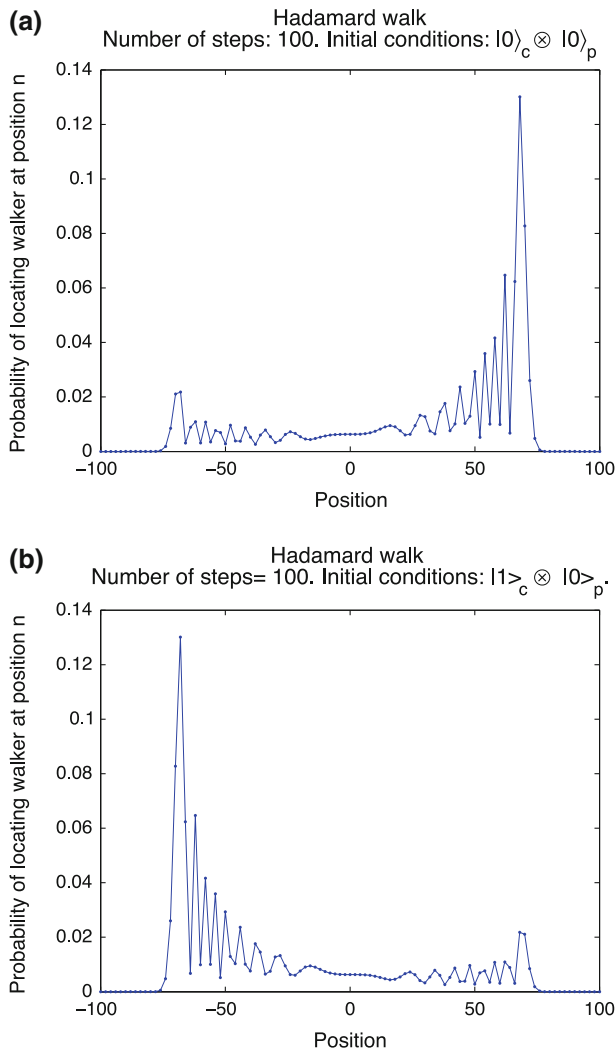 (a)
Hadamard walk
Number of steps: 100. Initial conditions: |0⟩c ⊗ |0⟩p
Probability of locating walker at position n
0.14
0.12
0.1
0.08
0.06
0.04
0.02
0
−100
−50
0
50
100
Position
(b)
Hadamard walk
Number of steps= 100. Initial conditions: |1>c ⊗ |0>p.
Probability of locating walker at position n
0.14
0.12
0.1
0.08
0.06
0.04
0.02
0
−100
−50
0
50
100
Position